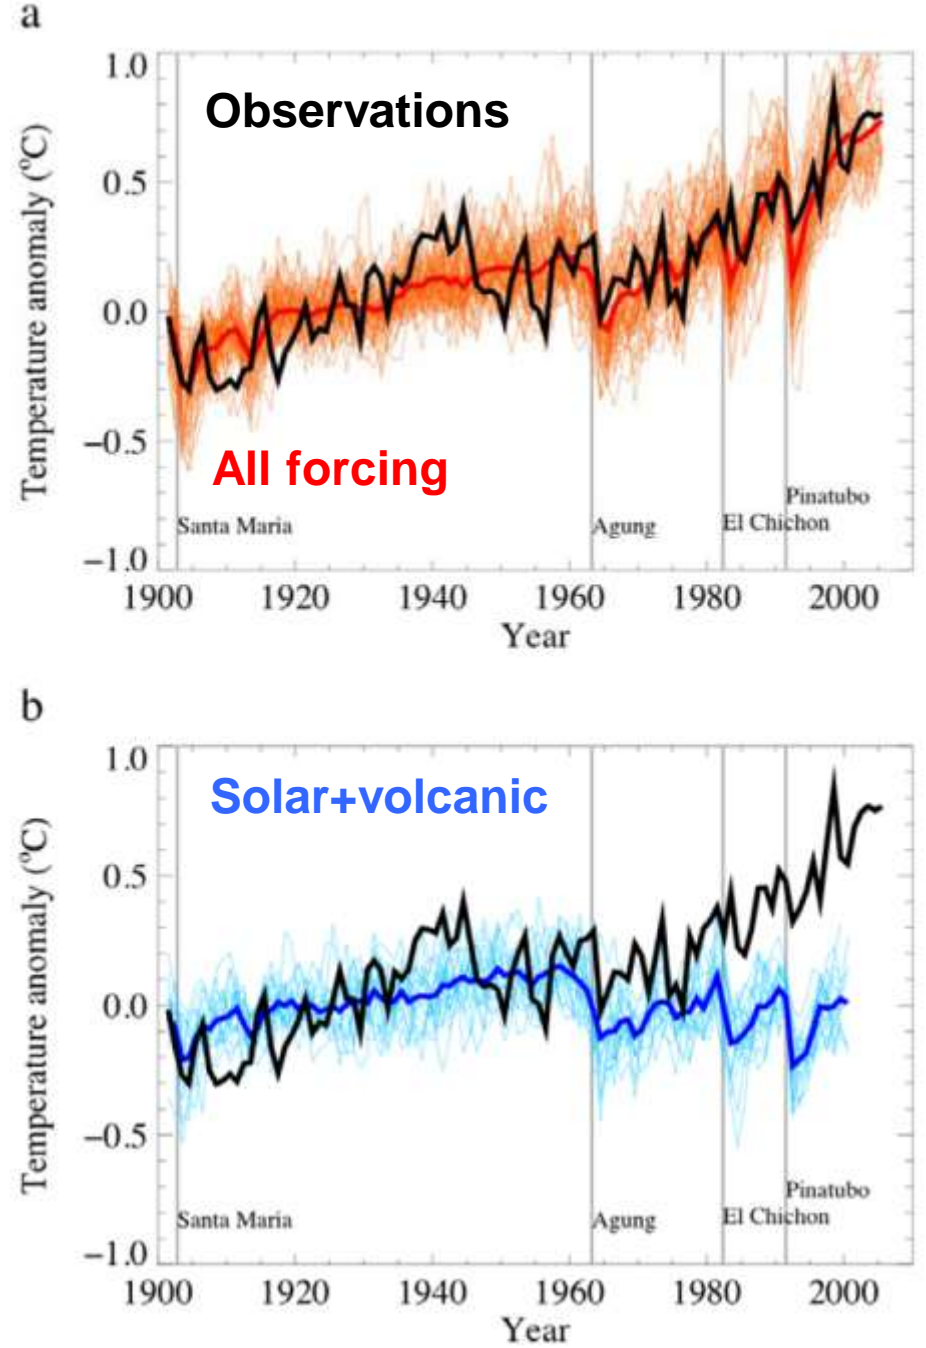 a
1.0
Observations
0.5
0.0
−0.5
−1.0
Temperature anomaly (ºC)
All forcing
Santa Maria
Agung
El Chichon
Pinatubo
1900 1920 1940 1960 1980 2000
Year
b
1.0
Solar+volcanic
0.5
0.0
−0.5
−1.0
Temperature anomaly (ºC)
Santa Maria
Agung
El Chichon
Pinatubo
1900 1920 1940 1960 1980 2000
Year